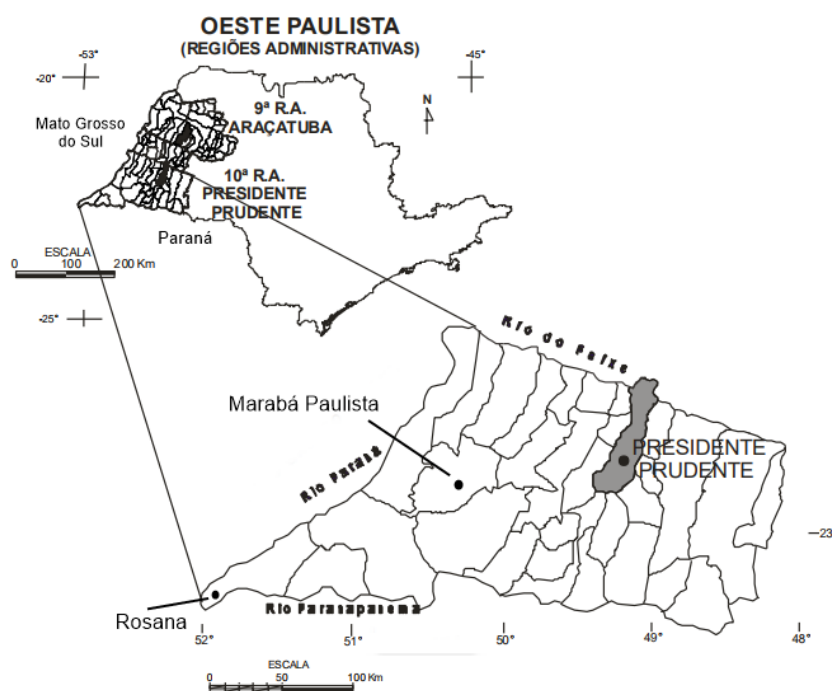 OESTE PAULISTA
(REGIÕES ADMINISTRATIVAS)
-53°
-45°
-20°
N
Mato Grosso
do Sul
9ª R.A.
ARAÇATUBA
10ª R.A.
PRESIDENTE
PRUDENTE
Paraná
ESCALA
0 100 200 Km
-25°
Rio do Peixe
Marabá Paulista
PRESIDENTE
PRUDENTE
Rio Paraná
-23
Rosana
Rio Paranapanema
52° 51° 50° 49° 48°
ESCALA
0 50 100 Km